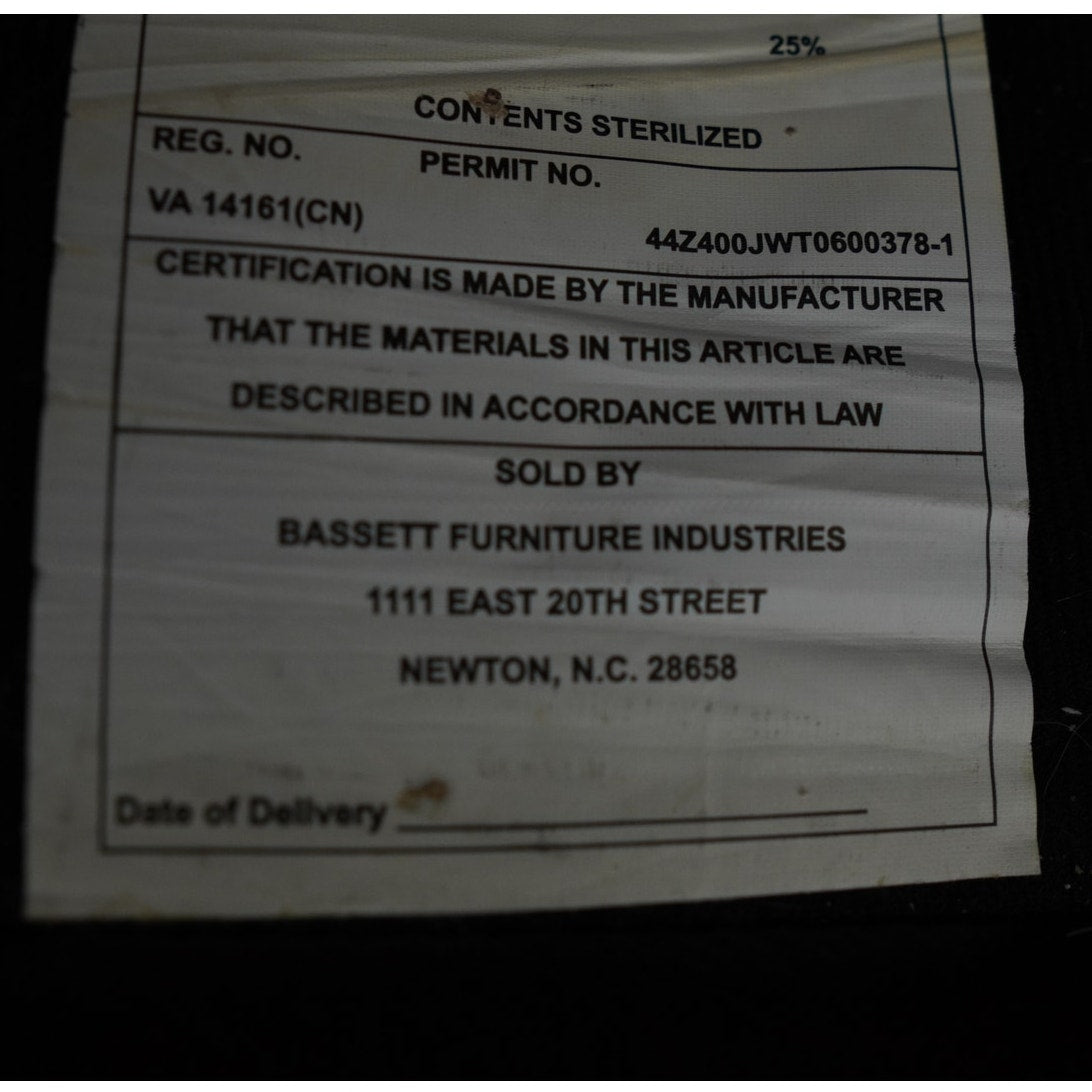 25%
CONTENTS STERILIZED
REG. NO.
PERMIT NO.
VA 14161(CN)
44Z400JWT0600378-1
CERTIFICATION IS MADE BY THE MANUFACTURER
THAT THE MATERIALS IN THIS ARTICLE ARE
DESCRIBED IN ACCORDANCE WITH LAW
SOLD BY
BASSETT FURNITURE INDUSTRIES
1111 EAST 20TH STREET
NEWTON, N.C. 28658
Date of Delivery